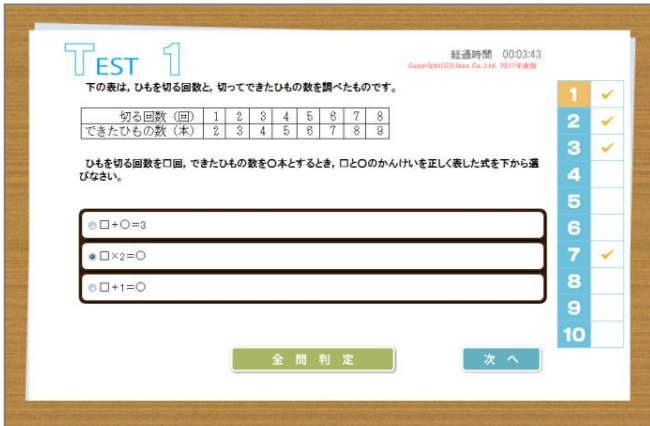 TEST 1
経過時間 00:03:43
Copyright(C)Linax Co.,Ltd. 2011年度版
下の表は，ひもを切る回数と，切ってできたひもの数を調べたものです。
切る回数（回） 1 2 3 4 5 6 7 8
できたひもの数（本） 2 3 4 5 6 7 8 9
ひもを切る回数を□回，できたひもの数を○本とするとき，□と○のかんけいを正しく表した式を下から選
びなさい。
□＋○＝3
□×2＝○
□＋1＝○
全問判定
次へ
1 ✓
2 ✓
3 ✓
4
5
6
7 ✓
8
9
10